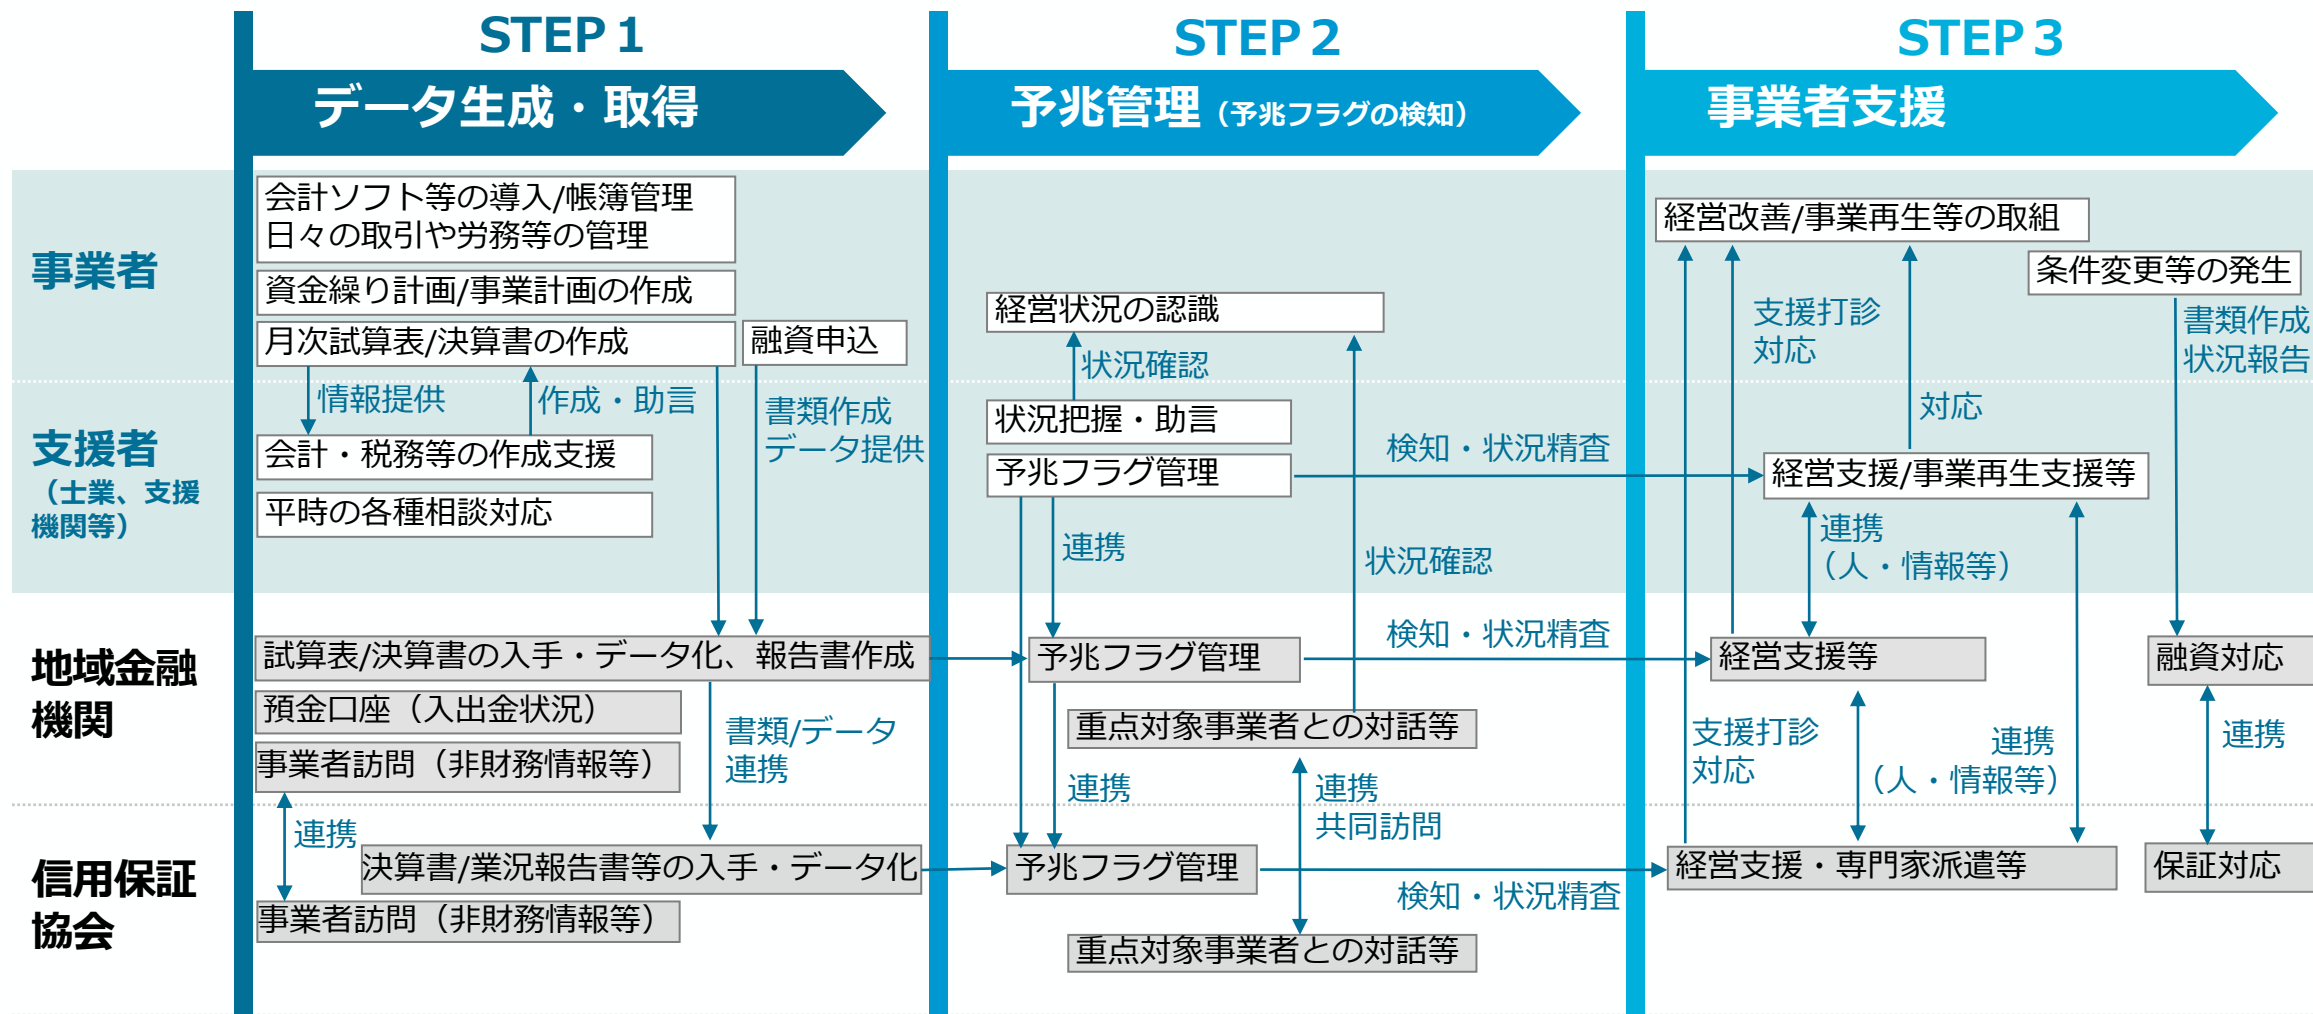 STEP1
データ生成・取得
STEP2
予兆管理（予兆フラグの検知）
STEP3
事業者支援
事業者
会計ソフト等の導入/帳簿管理
日々の取引や労務等の管理
資金繰り計画/事業計画の作成
月次試算表/決算書の作成
融資申込
経営状況の認識
状況確認
経営改善/事業再生等の取組
条件変更等の発生
支援打診
対応
書類作成
状況報告
支援者
（士業、支援
機関等）
情報提供
作成・助言
書類作成
データ提供
会計・税務等の作成支援
平時の各種相談対応
状況把握・助言
予兆フラグ管理
検知・状況精査
連携
状況確認
対応
経営支援/事業再生支援等
連携
（人・情報等）
地域金融
機関
試算表/決算書の入手・データ化、報告書作成
預金口座（入出金状況）
事業者訪問（非財務情報等）
書類/データ
連携
連携
予兆フラグ管理
検知・状況精査
重点対象事業者との対話等
連携
連携
共同訪問
経営支援等
融資対応
支援打診
対応
連携
（人・情報等）
連携
信用保証
協会
決算書/業況報告書等の入手・データ化
事業者訪問（非財務情報等）
予兆フラグ管理
検知・状況精査
重点対象事業者との対話等
経営支援・専門家派遣等
保証対応